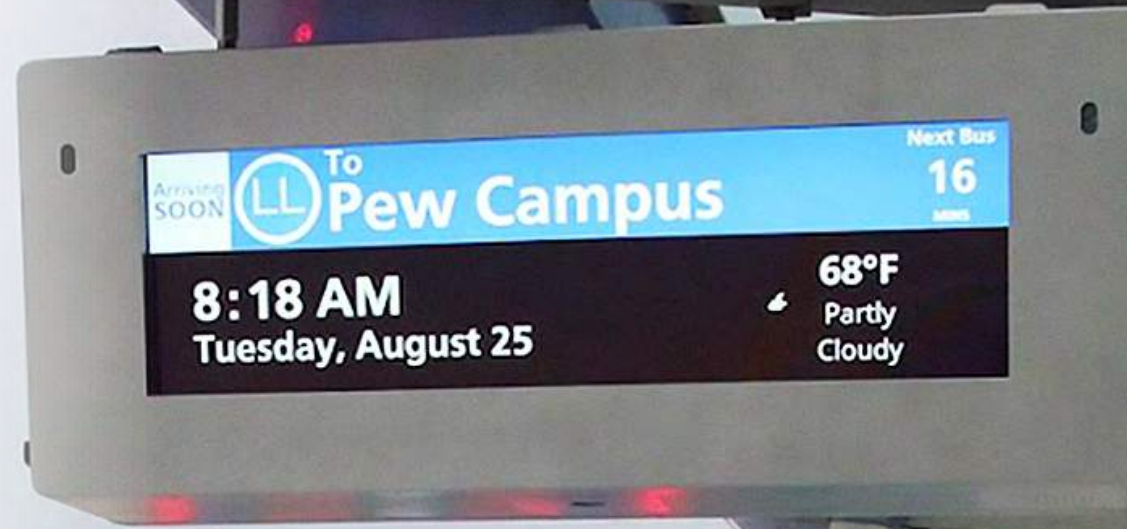 Arriving
SOON
LL
To
Pew Campus
Next Bus
16
MINS
8:18 AM
Tuesday, August 25
68°F
Partly
Cloudy